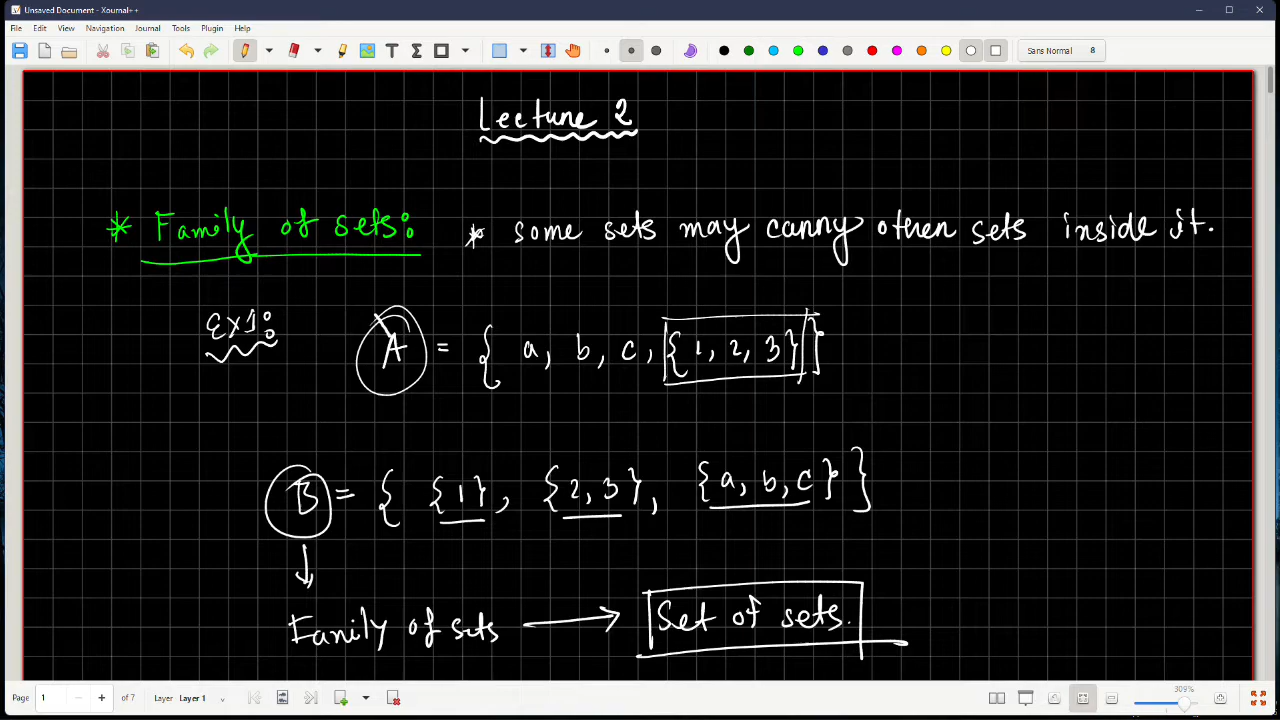 Unsaved Document - Xournal++
File Edit View Navigation Journal Tools Plugin Help
Sans Normal 8
Lecture 2
* Family of sets: * some sets may carry other sets inside it.
Ex1:
A = { a, b, c, {1, 2, 3} }
B = { {1}, {2, 3}, {a, b, c} }
↓
Family of sets → Set of sets.
Page 1 of 7 Layer Layer 1 309%